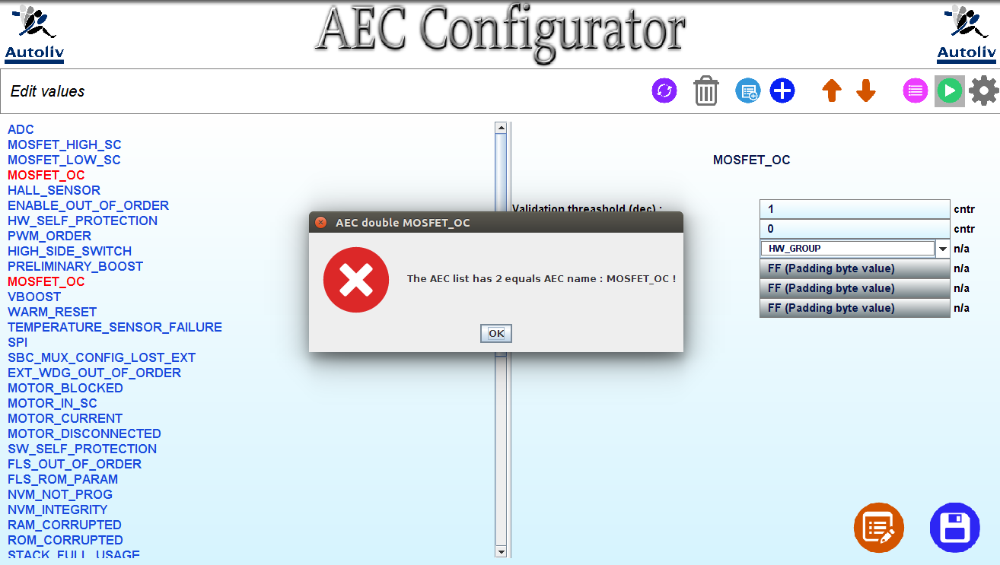 AEC Configurator
Autoliv
Autoliv
Edit values
ADC
MOSFET_HIGH_SC
MOSFET_LOW_SC
MOSFET_OC
HALL_SENSOR
ENABLE_OUT_OF_ORDER
HW_SELF_PROTECTION
PWM_ORDER
HIGH_SIDE_SWITCH
PRELIMINARY_BOOST
MOSFET_OC
VBOOST
WARM_RESET
TEMPERATURE_SENSOR_FAILURE
SPI
SBC_MUX_CONFIG_LOST_EXT
EXT_WDG_OUT_OF_ORDER
MOTOR_BLOCKED
MOTOR_IN_SC
MOTOR_CURRENT
MOTOR_DISCONNECTED
SW_SELF_PROTECTION
FLS_OUT_OF_ORDER
FLS_ROM_PARAM
NVM_NOT_PROG
NVM_INTEGRITY
RAM_CORRUPTED
ROM_CORRUPTED
STACK_FULL_USAGE
MOSFET_OC
Validation threshold (dec) :
1 cntr
0 cntr
HW_GROUP n/a
FF (Padding byte value) n/a
FF (Padding byte value) n/a
FF (Padding byte value) n/a
AEC double MOSFET_OC
The AEC list has 2 equals AEC name : MOSFET_OC !
OK